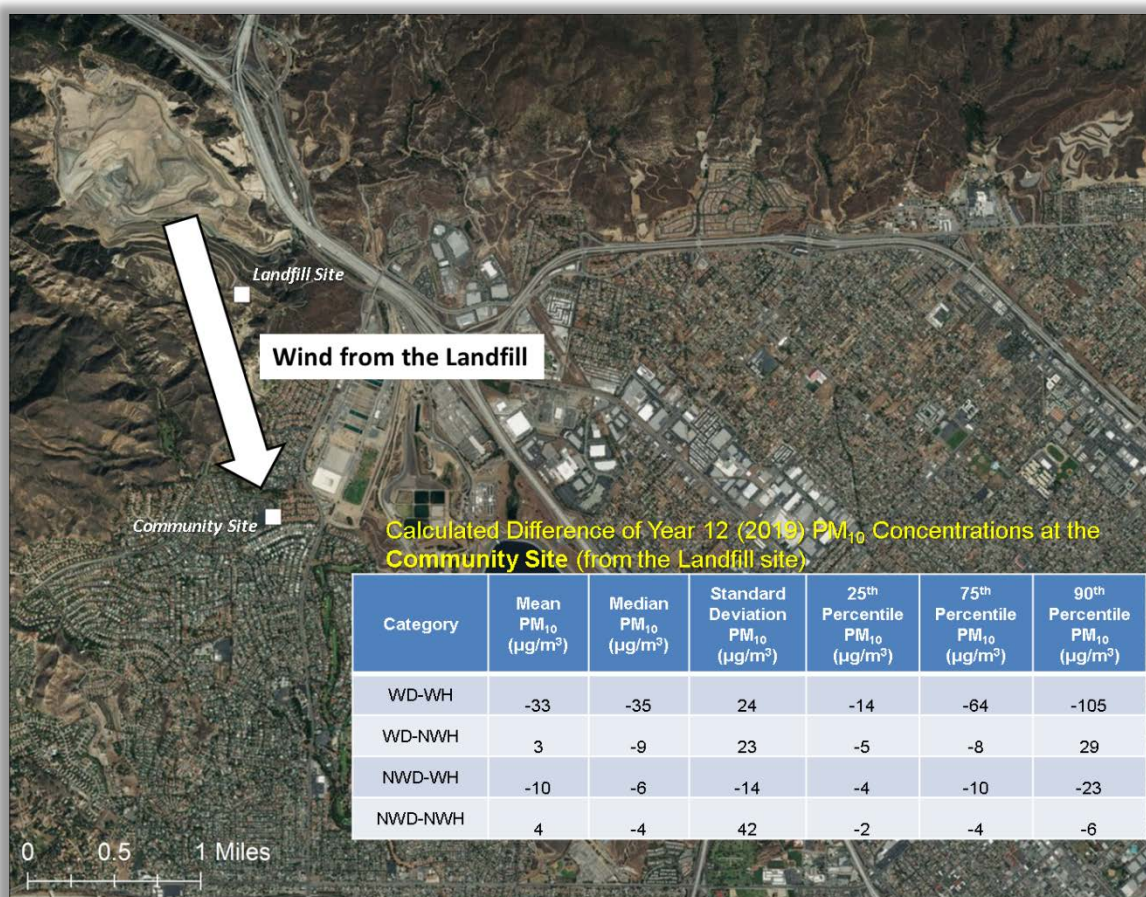 Landfill Site
Wind from the Landfill
Community Site
Calculated Difference of Year 12 (2019) PM₁₀ Concentrations at the
Community Site (from the Landfill site)
Category Mean PM₁₀ (µg/m³) Median PM₁₀ (µg/m³) Standard Deviation PM₁₀ (µg/m³) 25th Percentile PM₁₀ (µg/m³) 75th Percentile PM₁₀ (µg/m³) 90th Percentile PM₁₀ (µg/m³)
WD-WH -33 -35 24 -14 -64 -105
WD-NWH 3 -9 23 -5 -8 29
NWD-WH -10 -6 -14 -4 -10 -23
NWD-NWH 4 -4 42 -2 -4 -6
0 0.5 1 Miles